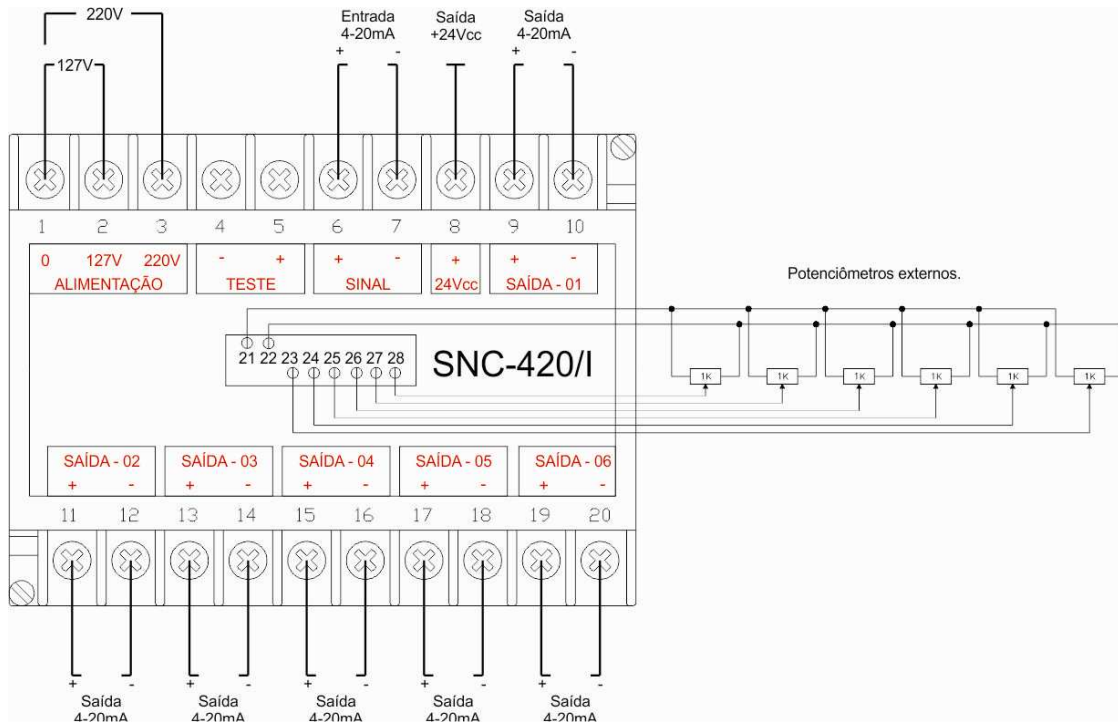 220V
127V
Entrada
4-20mA
+ -
Saída
+24Vcc
Saída
4-20mA
+ -
1 2 3 4 5 6 7 8 9 10
0 127V 220V
ALIMENTAÇÃO
- +
TESTE
+ -
SINAL
+
24Vcc
+ -
SAÍDA - 01
Potenciômetros externos.
21 22 23 24 25 26 27 28
SNC-420/I
1K 1K 1K 1K 1K 1K
SAÍDA - 02
+ -
SAÍDA - 03
+ -
SAÍDA - 04
+ -
SAÍDA - 05
+ -
SAÍDA - 06
+ -
11 12 13 14 15 16 17 18 19 20
+ -
Saída
4-20mA
+ -
Saída
4-20mA
+ -
Saída
4-20mA
+ -
Saída
4-20mA
+ -
Saída
4-20mA